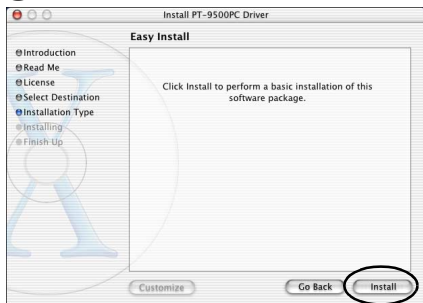 Install PT-9500PC Driver
Easy Install
Introduction
Read Me
License
Select Destination
Installation Type
Installing
Finish Up
Click Install to perform a basic installation of this
software package.
Customize
Go Back
Install